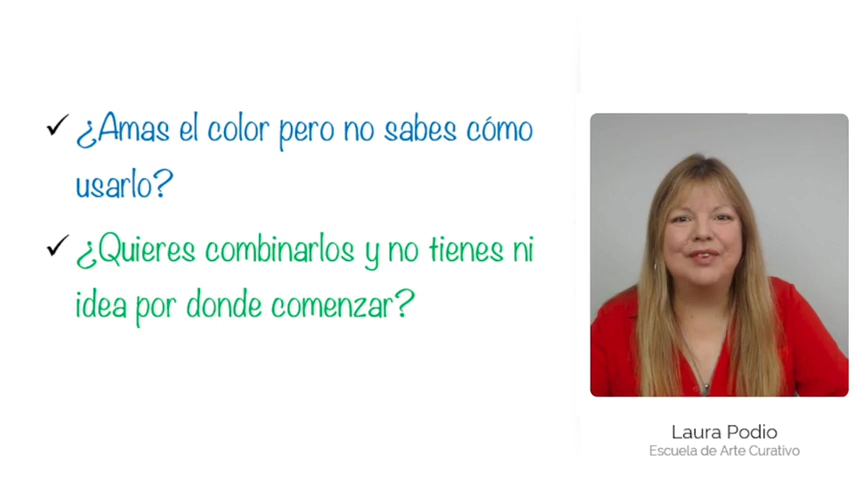 ¿Amas el color pero no sabes cómo
usarlo?
¿Quieres combinarlos y no tienes ni
idea por donde comenzar?
Laura Podio
Escuela de Arte Curativo